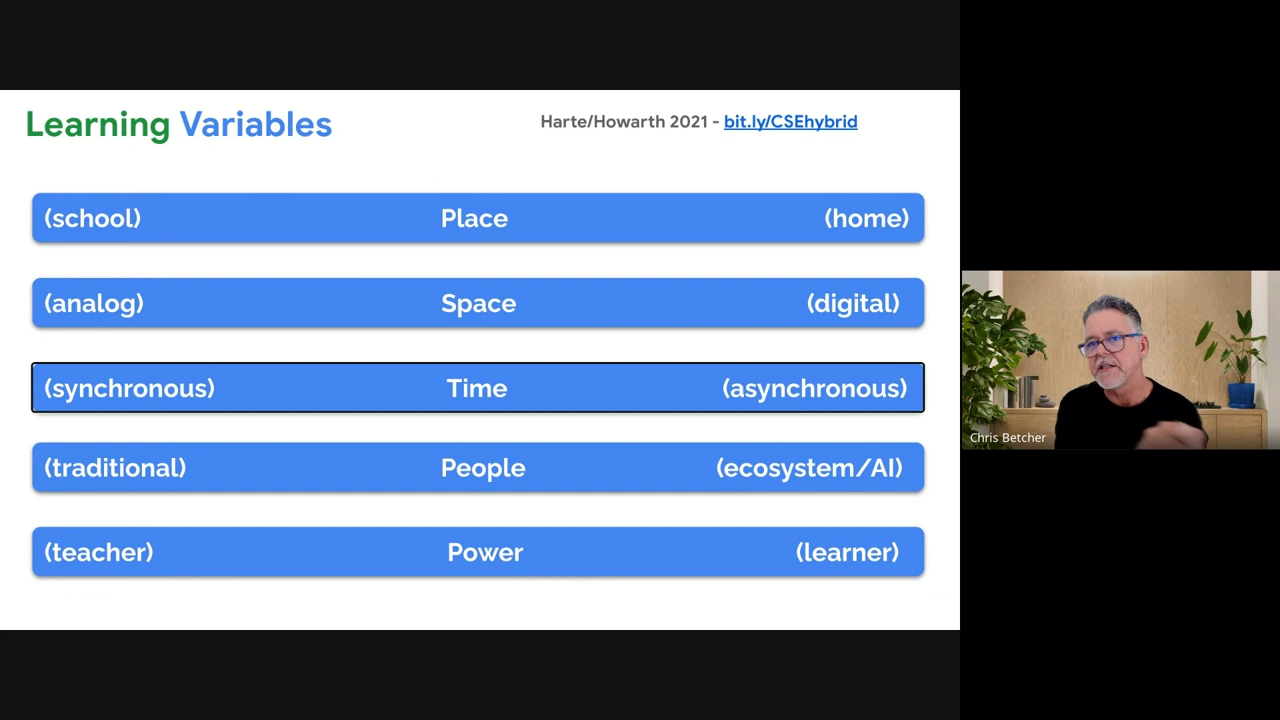 Learning Variables
Harte/Howarth 2021 - bit.ly/CSEhybrid
(school) Place (home)
(analog) Space (digital)
(synchronous) Time (asynchronous)
(traditional) People (ecosystem/AI)
(teacher) Power (learner)
Chris Betcher